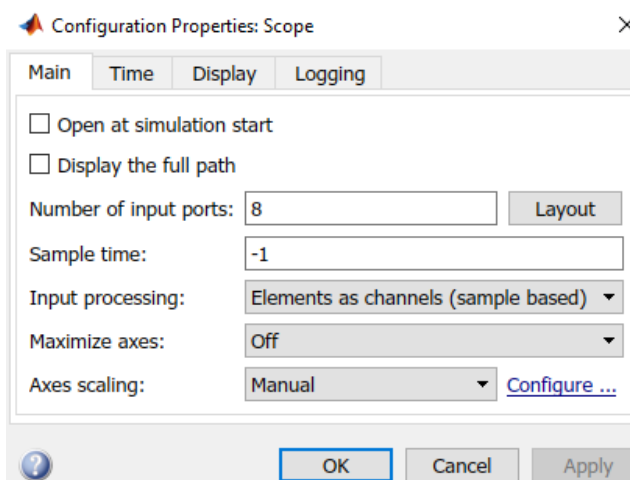 Configuration Properties: Scope
Main Time Display Logging
Open at simulation start
Display the full path
Number of input ports: 8 Layout
Sample time: -1
Input processing: Elements as channels (sample based)
Maximize axes: Off
Axes scaling: Manual Configure ...
? OK Cancel Apply